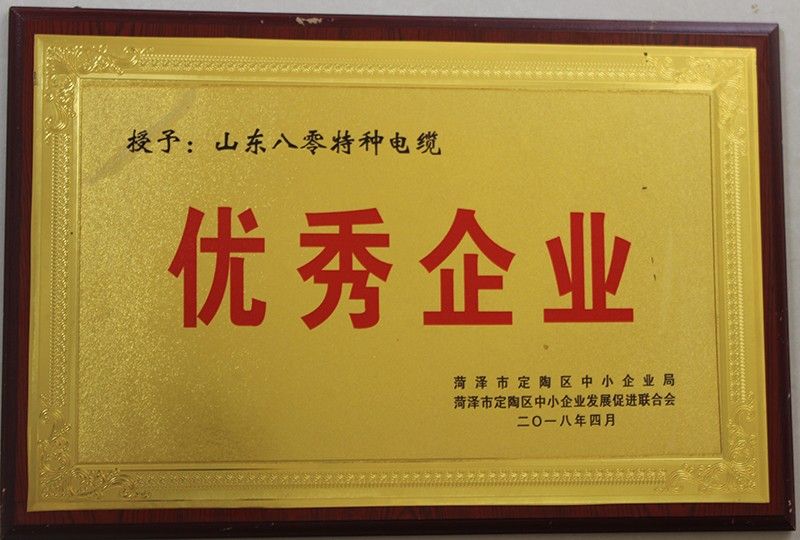 授予：山东八零特种电缆
优秀企业
菏泽市定陶区中小企业局
菏泽市定陶区中小企业发展促进联合会
二〇一八年四月